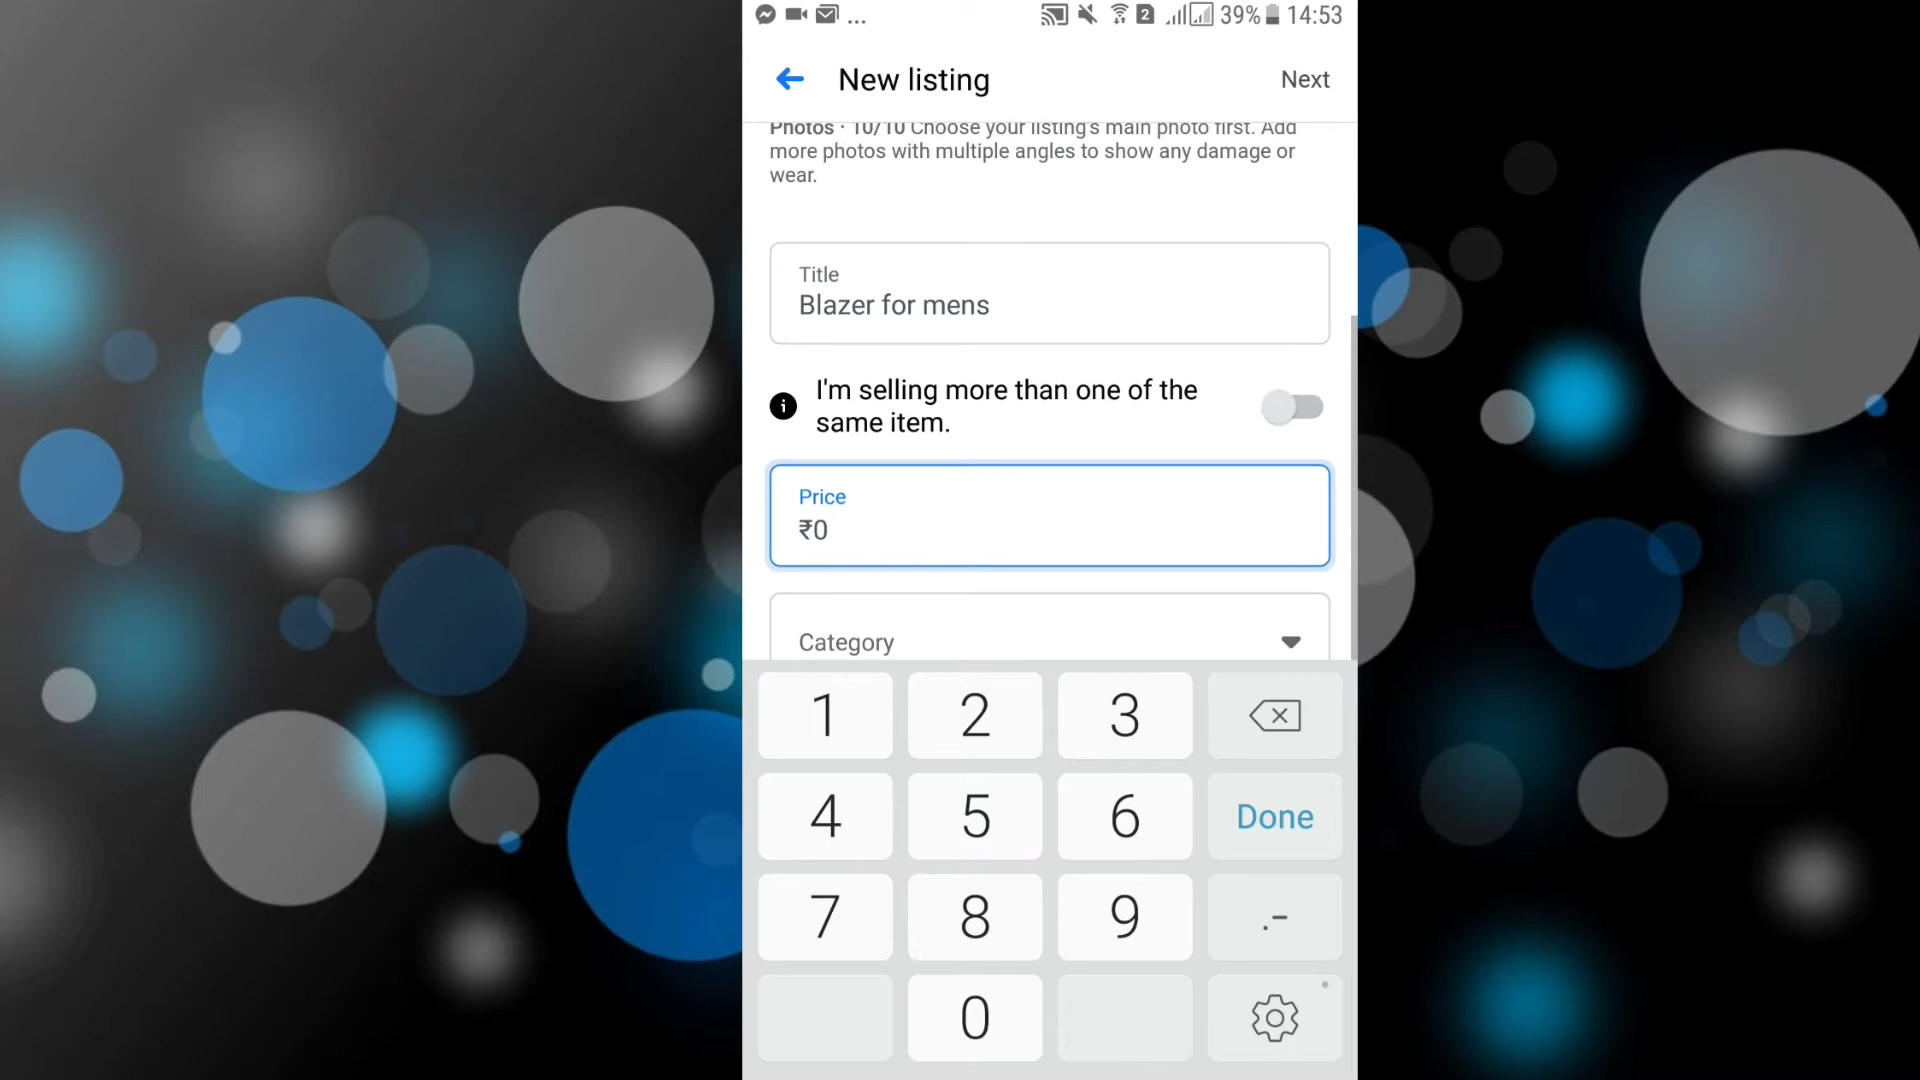 ... 2 39% 14:53
New listing Next
Photos · 10/10 Choose your listing's main photo first. Add
more photos with multiple angles to show any damage or
wear.
Title
Blazer for mens
I'm selling more than one of the
same item.
Price
₹0
Category
1 2 3
4 5 6 Done
7 8 9 .-
0